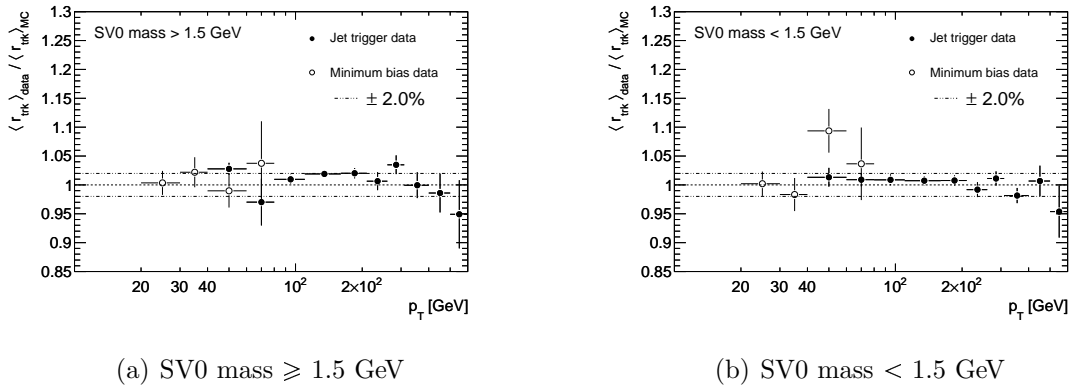 ⟨ r_trk ⟩_data / ⟨ r_trk ⟩_MC
1.3
1.25
1.2
1.15
1.1
1.05
1
0.95
0.9
0.85
SV0 mass > 1.5 GeV
Jet trigger data
Minimum bias data
± 2.0%
20 30 40 10² 2×10²
p_T [GeV]
(a) SV0 mass ⩾ 1.5 GeV
⟨ r_trk ⟩_data / ⟨ r_trk ⟩_MC
1.3
1.25
1.2
1.15
1.1
1.05
1
0.95
0.9
0.85
SV0 mass < 1.5 GeV
Jet trigger data
Minimum bias data
± 2.0%
20 30 40 10² 2×10²
p_T [GeV]
(b) SV0 mass < 1.5 GeV